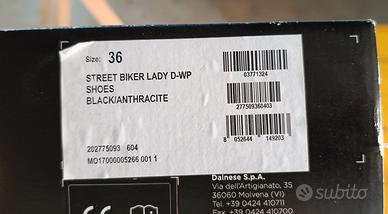 Size: 36
STREET BIKER LADY D-WP
SHOES
BLACK/ANTHRACITE
03771324
277509360403
8 052644 149203
202775093 604
MO17000005266 001 1
Dainese S.p.A.
Via dell'Artigianato, 35
36060 Molvena (VI)
Tel. +39 0424 410711
Fax. +39 0424 410700
subito